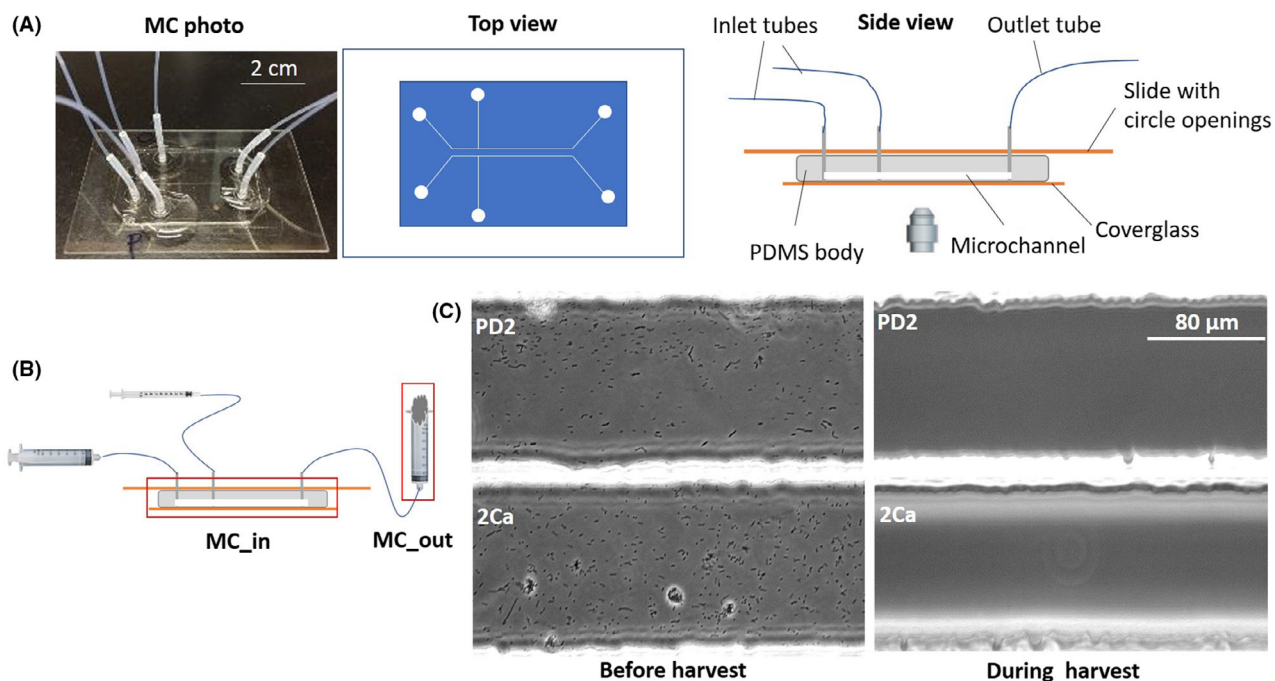 (A)
MC photo
2 cm
Top view
Side view
Inlet tubes
Outlet tube
Slide with
circle openings
PDMS body
Microchannel
Coverglass
(B)
MC_in
MC_out
(C)
PD2
2Ca
Before harvest
PD2
80 µm
2Ca
During harvest